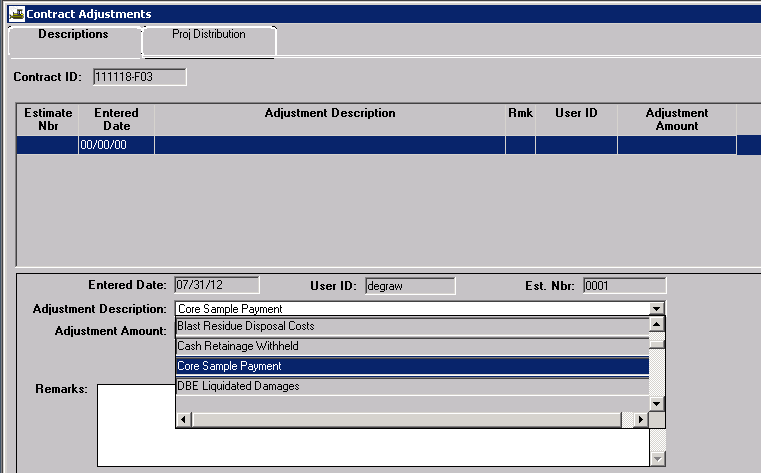 Contract Adjustments
Descriptions
Proj Distribution
Contract ID: 111118-F03
Estimate Nbr
Entered Date
Adjustment Description
Rmk
User ID
Adjustment Amount
00/00/00
Entered Date: 07/31/12 User ID: degraw Est. Nbr: 0001
Adjustment Description: Core Sample Payment
Adjustment Amount:
Blast Residue Disposal Costs
Cash Retainage Withheld
Core Sample Payment
DBE Liquidated Damages
Remarks: